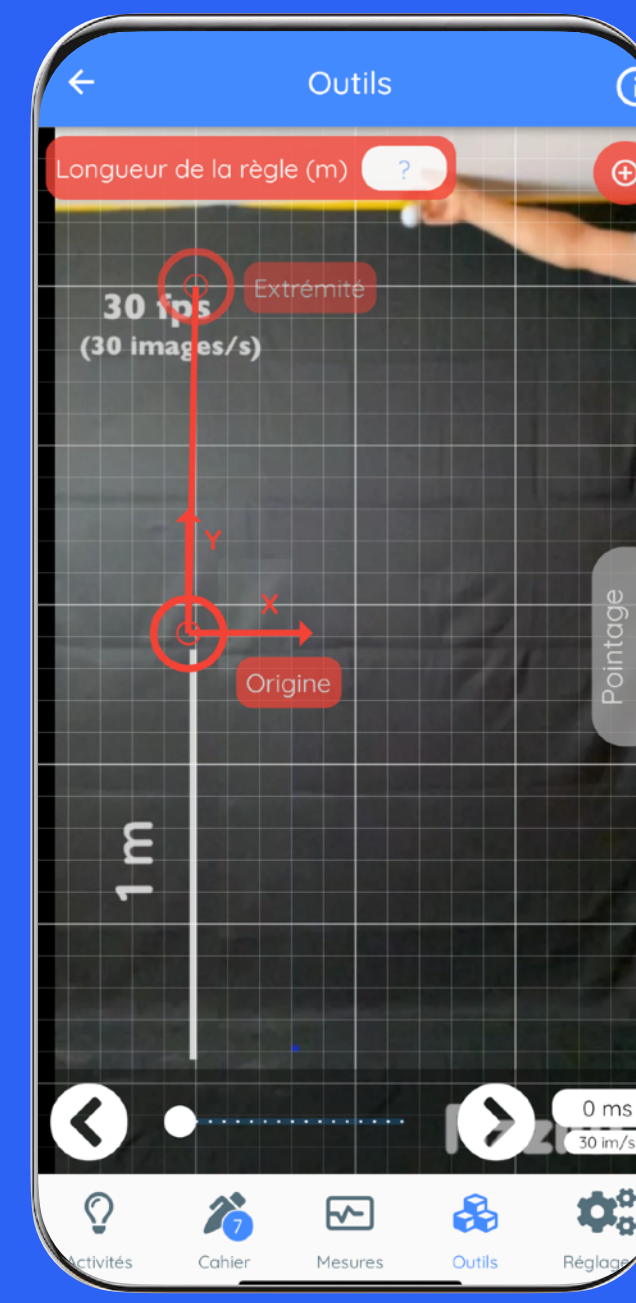 Outils
Longueur de la règle (m) ?
Extrémité
30 fps
(30 images/s)
Y
X
Origine
Pointage
1 m
0 ms
30 im/s
7
Activités
Cahier
Mesures
Outils
Réglage